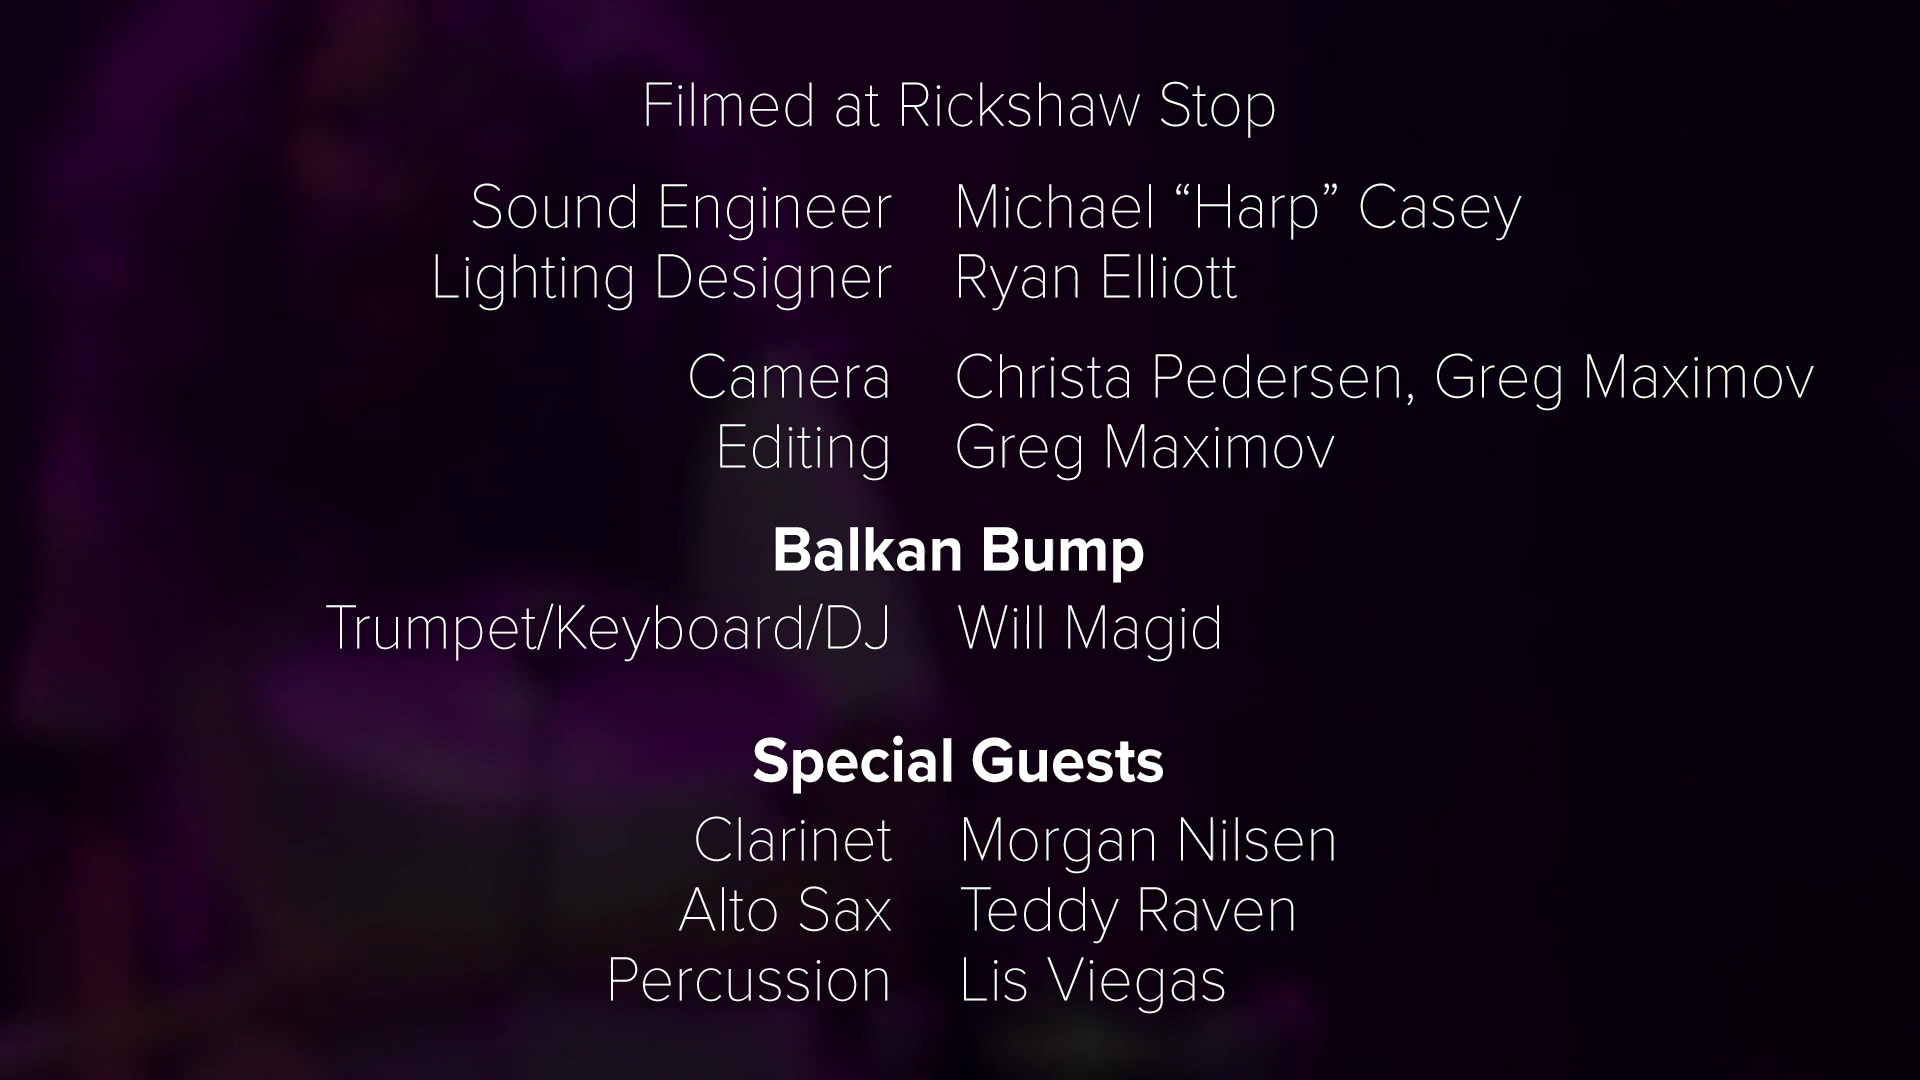 Filmed at Rickshaw Stop
Sound Engineer Michael “Harp” Casey
Lighting Designer Ryan Elliott
Camera Christa Pedersen, Greg Maximov
Editing Greg Maximov
Balkan Bump
Trumpet/Keyboard/DJ Will Magid
Special Guests
Clarinet Morgan Nilsen
Alto Sax Teddy Raven
Percussion Lis Viegas